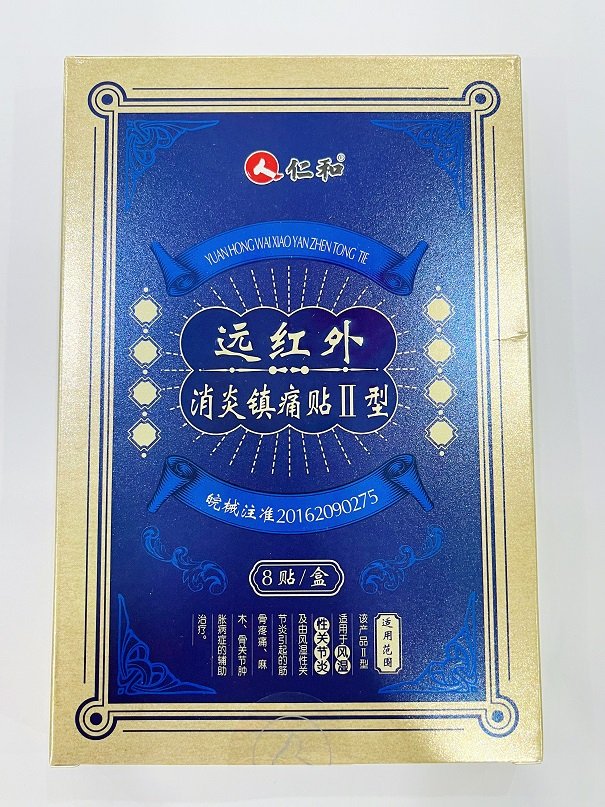 仁和®
YUAN HONG WAI XIAO YAN ZHEN TONG TIE
远红外
消炎镇痛贴Ⅱ型
皖械注准20162090275
8贴/盒
适用范围
该产品Ⅱ型
适用于风湿
性关节炎
及由风湿性关
节炎引起的筋
骨疼痛、麻
木、骨关节肿
胀病症的辅助
治疗。